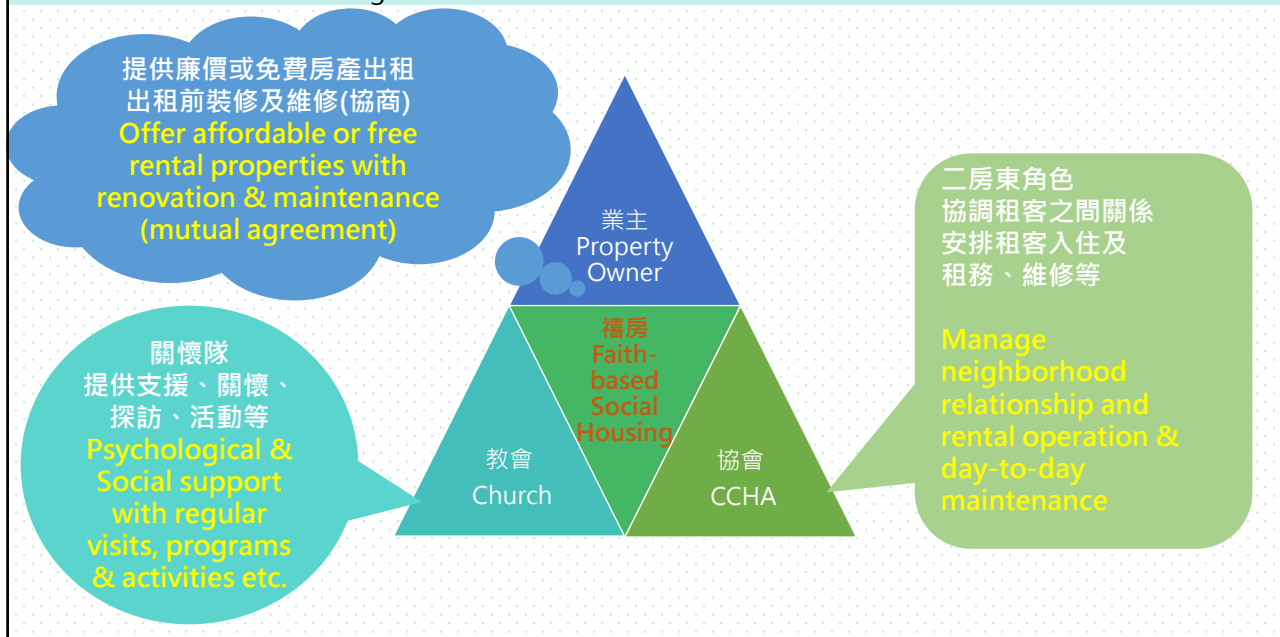 提供廉價或免費房產出租
出租前裝修及維修(協商)
Offer affordable or free
rental properties with
renovation & maintenance
(mutual agreement)
業主
Property
Owner
二房東角色
協調租客之間關係
安排租客入住及
租務、維修等
Manage
neighborhood
relationship and
rental operation &
day-to-day
maintenance
禧房
Faith-
based
Social
Housing
關懷隊
提供支援、關懷、
探訪、活動等
Psychological &
Social support
with regular
visits, programs
& activities etc.
教會
Church
協會
CCHA